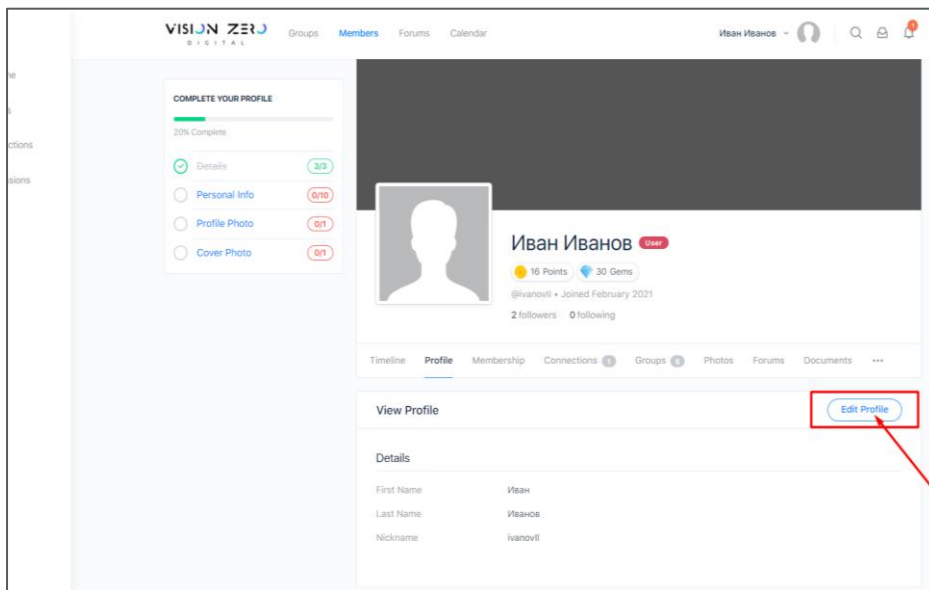 VISION ZERO
DIGITAL
Groups Members Forums Calendar
Иван Иванов
1
ne
s
ctions
sions
COMPLETE YOUR PROFILE
20% Complete
Details 3/3
Personal Info 0/10
Profile Photo 0/1
Cover Photo 0/1
Иван Иванов User
16 Points 30 Gems
@ivanovII • Joined February 2021
2 followers 0 following
Timeline Profile Membership Connections 1 Groups Photos Forums Documents •••
View Profile Edit Profile
Details
First Name Иван
Last Name Иванов
Nickname ivanovII